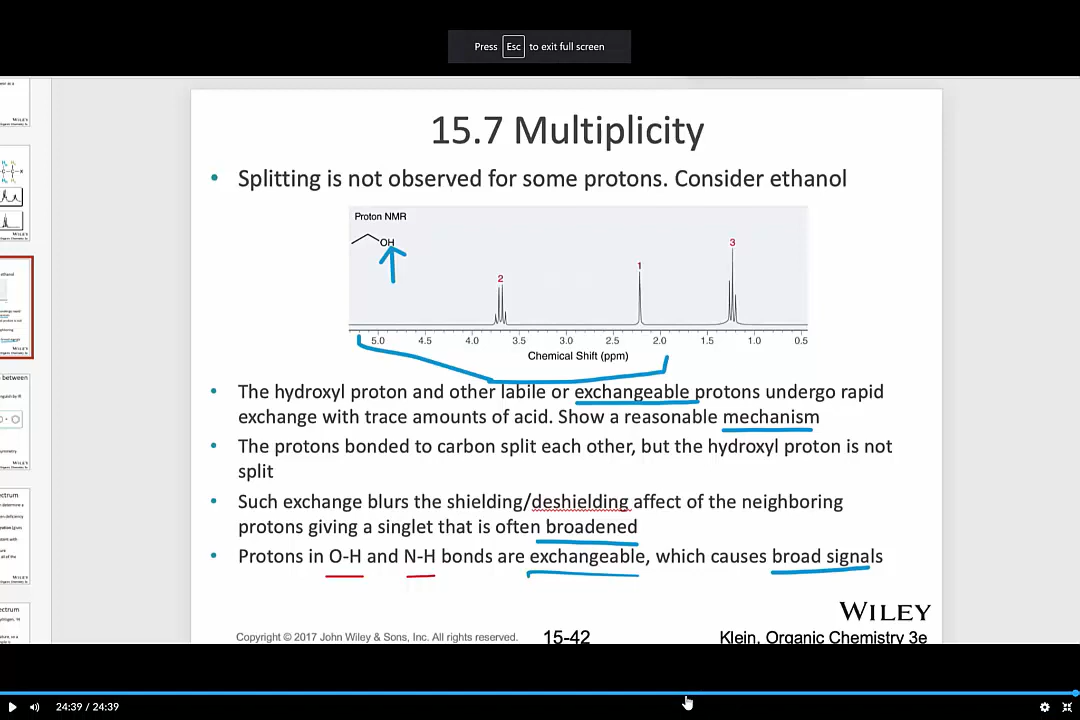 Press Esc to exit full screen
15.7 Multiplicity
• Splitting is not observed for some protons. Consider ethanol
Proton NMR
OH
2
1
3
5.0 4.5 4.0 3.5 3.0 2.5 2.0 1.5 1.0 0.5
Chemical Shift (ppm)
• The hydroxyl proton and other labile or exchangeable protons undergo rapid
exchange with trace amounts of acid. Show a reasonable mechanism
• The protons bonded to carbon split each other, but the hydroxyl proton is not
split
• Such exchange blurs the shielding/deshielding affect of the neighboring
protons giving a singlet that is often broadened
• Protons in O-H and N-H bonds are exchangeable, which causes broad signals
WILEY
Copyright © 2017 John Wiley & Sons, Inc. All rights reserved.
15-42
Klein, Organic Chemistry 3e
24:39 / 24:39